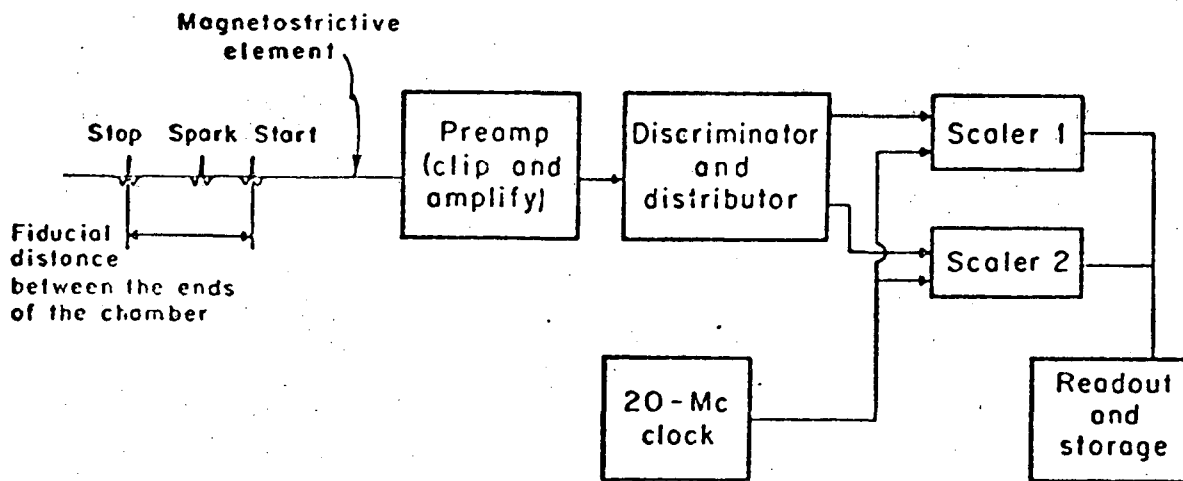 Magnetostrictive
element
Stop
Spark
Start
Fiducial
distance
between the ends
of the chamber
Preamp
(clip and
amplify)
Discriminator
and
distributor
Scaler 1
Scaler 2
20-Mc
clock
Readout
and
storage